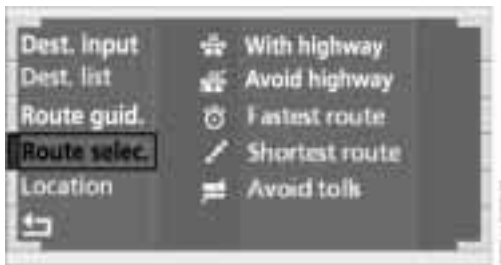 Dest. input
Dest. list
Route guid.
Route selec.
Location
With highway
Avoid highway
Fastest route
Shortest route
Avoid tolls